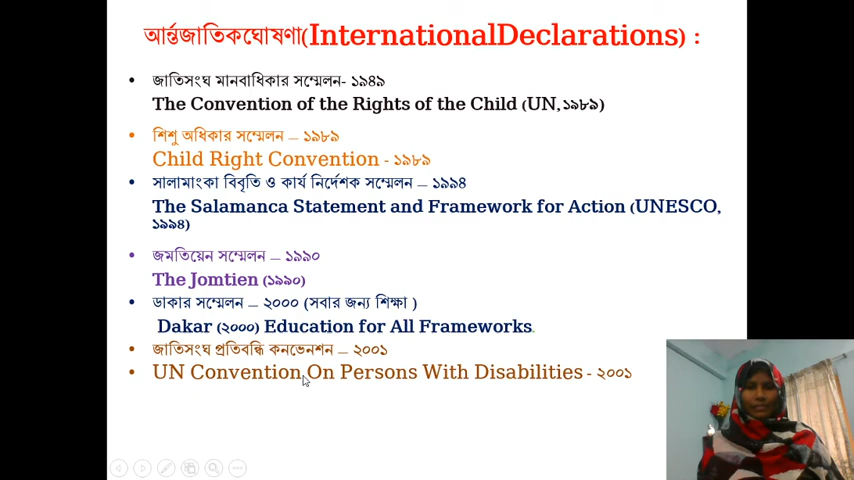 আর্ন্তজাতিকঘোষণা(InternationalDeclarations) :
• জাতিসংঘ মানবাধিকার সম্মেলন- ১৯৪৯
The Convention of the Rights of the Child (UN,১৯৮৯)
• শিশু অধিকার সম্মেলন – ১৯৮৯
Child Right Convention - ১৯৮৯
• সালামাংকা বিবৃতি ও কার্য নির্দেশক সম্মেলন – ১৯৯৪
The Salamanca Statement and Framework for Action (UNESCO,
১৯৯৪)
• জমতিয়েন সম্মেলন – ১৯৯০
The Jomtien (১৯৯০)
• ডাকার সম্মেলন – ২০০০ (সবার জন্য শিক্ষা )
Dakar (২০০০) Education for All Frameworks.
• জাতিসংঘ প্রতিবন্ধি কনভেনশন – ২০০১
• UN Convention On Persons With Disabilities - ২০০১